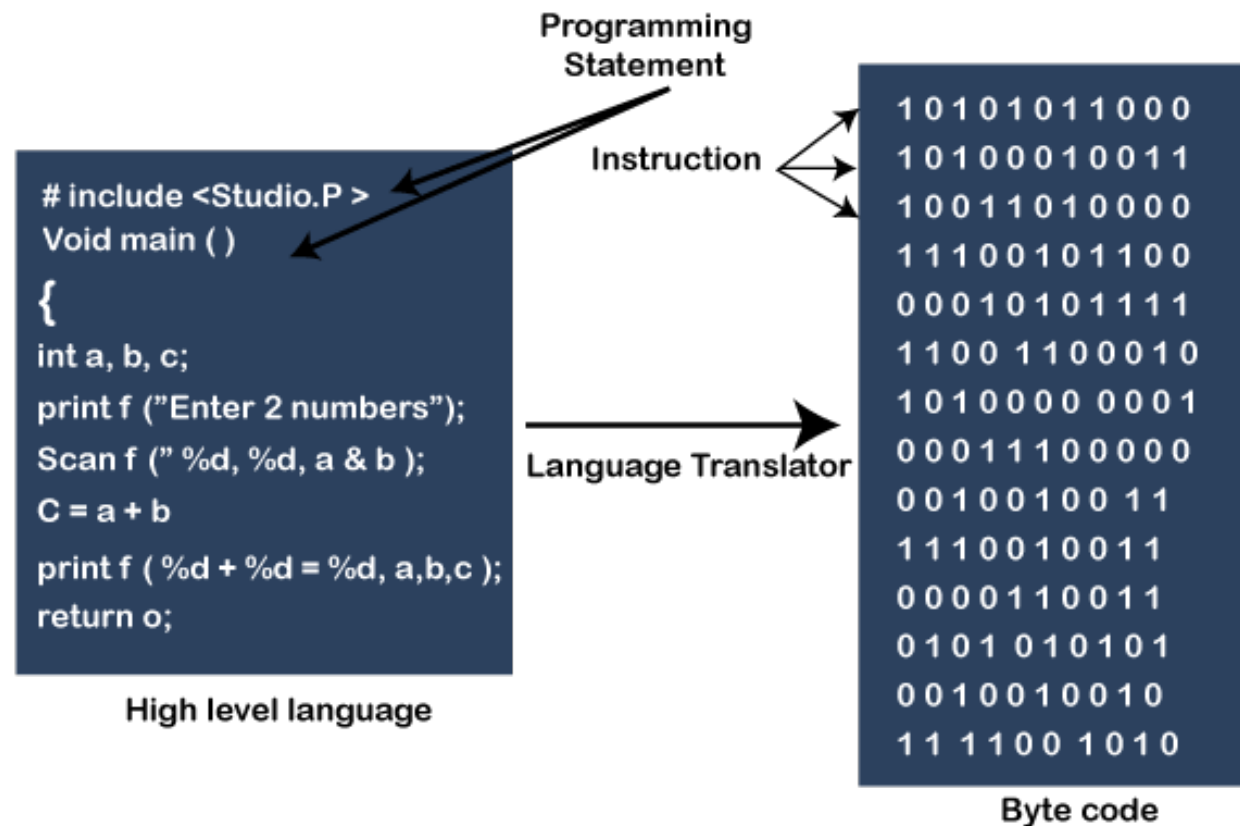 Programming
Statement
# include <Studio.P >
Void main ( )
{
int a, b, c;
print f (”Enter 2 numbers”);
Scan f (” %d, %d, a & b );
C = a + b
print f ( %d + %d = %d, a,b,c );
return o;
High level language
Language Translator
Instruction
1 0 1 0 1 0 1 1 0 0 0
1 0 1 0 0 0 1 0 0 1 1
1 0 0 1 1 0 1 0 0 0 0
1 1 1 0 0 1 0 1 1 0 0
0 0 0 1 0 1 0 1 1 1 1
1 1 0 0  1 1 0 0 0 1 0
1 0 1 0 0 0 0  0 0 0 1
0 0 0 1 1 1 0 0 0 0 0
0 0 1 0 0 1 0 0  1 1
1 1 1 0 0 1 0 0 1 1
0 0 0 0 1 1 0 0 1 1
0 1 0 1  0 1 0 1 0 1
0 0 1 0 0 1 0 0 1 0
1 1  1 1 0 0  1 0 1 0
Byte code